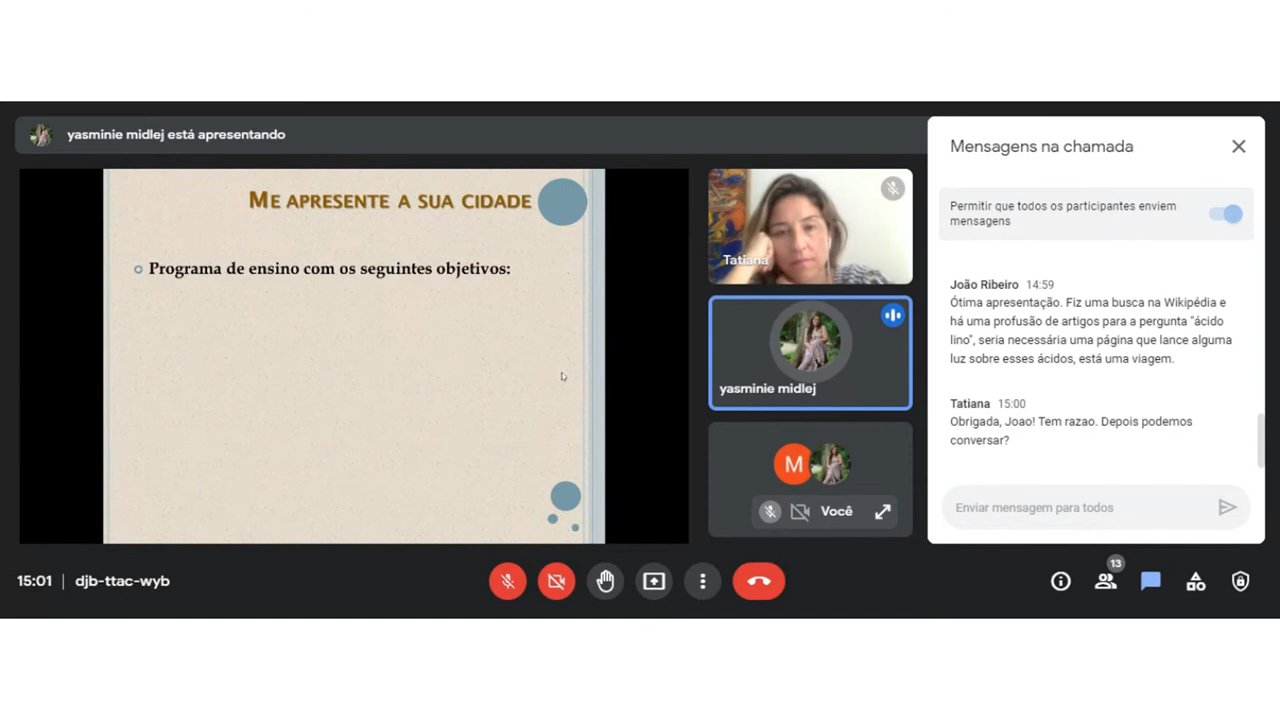 yasminie midlej está apresentando
ME APRESENTE A SUA CIDADE
Programa de ensino com os seguintes objetivos:
Tatiana
yasminie midlej
M
Você
Mensagens na chamada
Permitir que todos os participantes enviem
mensagens
João Ribeiro 14:59
Ótima apresentação. Fiz uma busca na Wikipédia e
há uma profusão de artigos para a pergunta "ácido
lino", seria necessária uma página que lance alguma
luz sobre esses ácidos, está uma viagem.
Tatiana 15:00
Obrigada, Joao! Tem razao. Depois podemos
conversar?
Enviar mensagem para todos
15:01 | djb-ttac-wyb
13